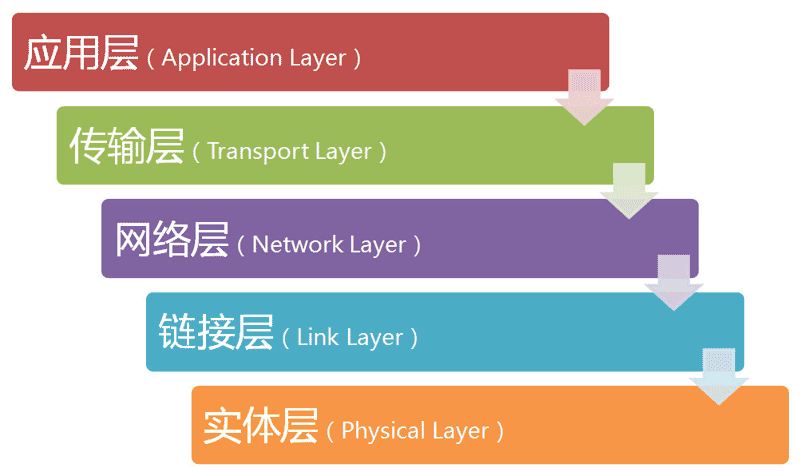 应用层（Application Layer）
传输层（Transport Layer）
网络层（Network Layer）
链接层（Link Layer）
实体层（Physical Layer）